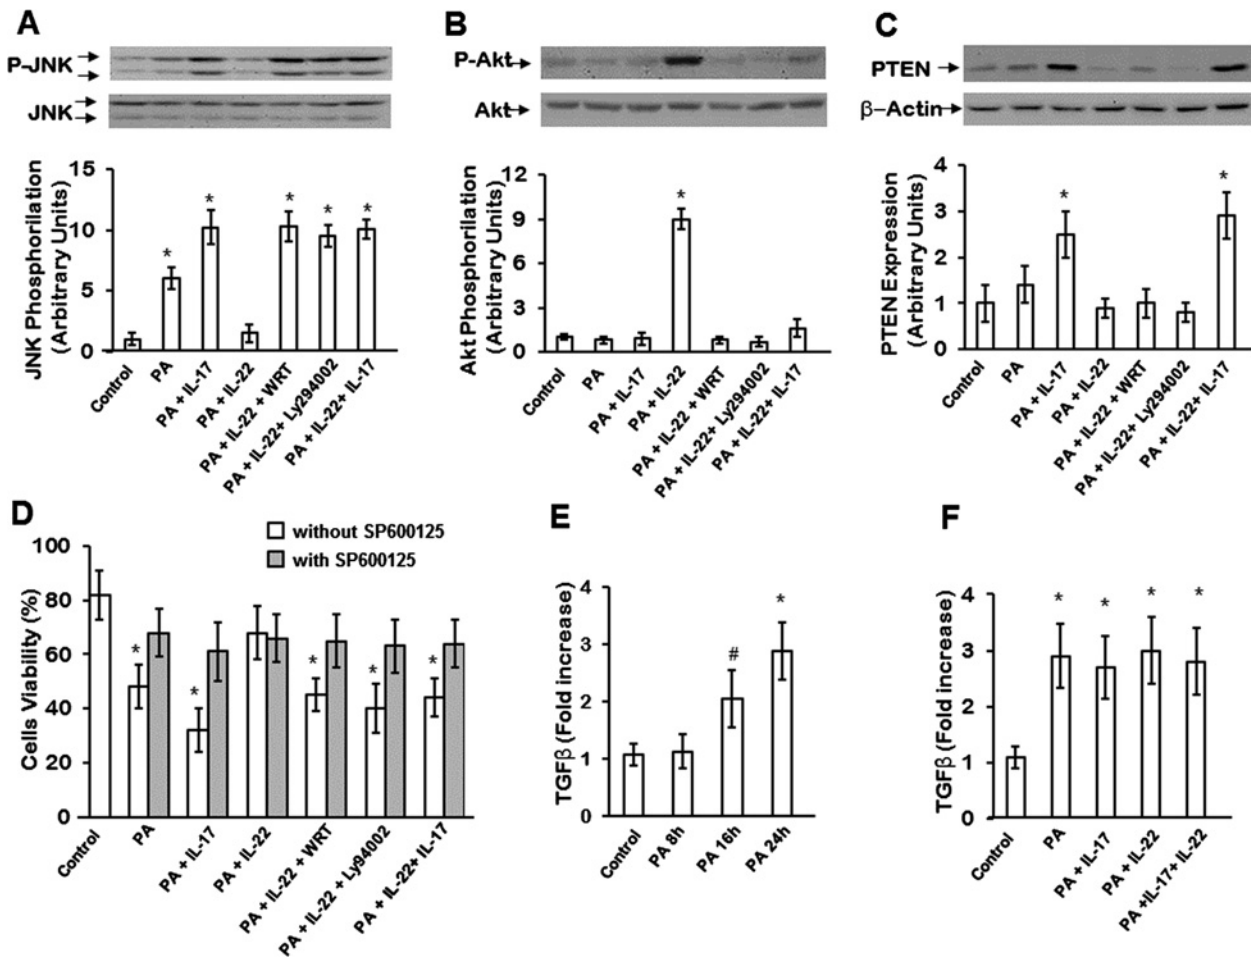 A
P-JNK
JNK
JNK Phosphorilation
(Arbitrary Units)
15
10
5
0
Control
PA
PA + IL-17
PA + IL-22
PA + IL-22 + WRT
PA + IL-22+ Ly294002
PA + IL-22+ IL-17
*
*
*
*
*
B
P-Akt
Akt
Akt Phosphorilation
(Arbitrary Units)
12
9
6
3
0
*
Control
PA
PA + IL-17
PA + IL-22
PA + IL-22 + WRT
PA + IL-22+ Ly294002
PA + IL-22+ IL-17
C
PTEN
β-Actin
PTEN Expression
(Arbitrary Units)
4
3
2
1
0
*
*
Control
PA
PA + IL-17
PA + IL-22
PA + IL-22 + WRT
PA + IL-22+ Ly294002
PA + IL-22+ IL-17
D
without SP600125
with SP600125
Cells Viability (%)
100
80
60
40
20
0
*
*
*
*
*
Control
PA
PA + IL-17
PA + IL-22
PA + IL-22 + WRT
PA + IL-22 + Ly94002
PA + IL-22+ IL-17
E
TGFβ (Fold increase)
4
3
2
1
0
#
*
Control
PA 8h
PA 16h
PA 24h
F
TGFβ (Fold increase)
4
3
2
1
0
*
*
*
*
Control
PA
PA + IL-17
PA + IL-22
PA +IL-17+ IL-22